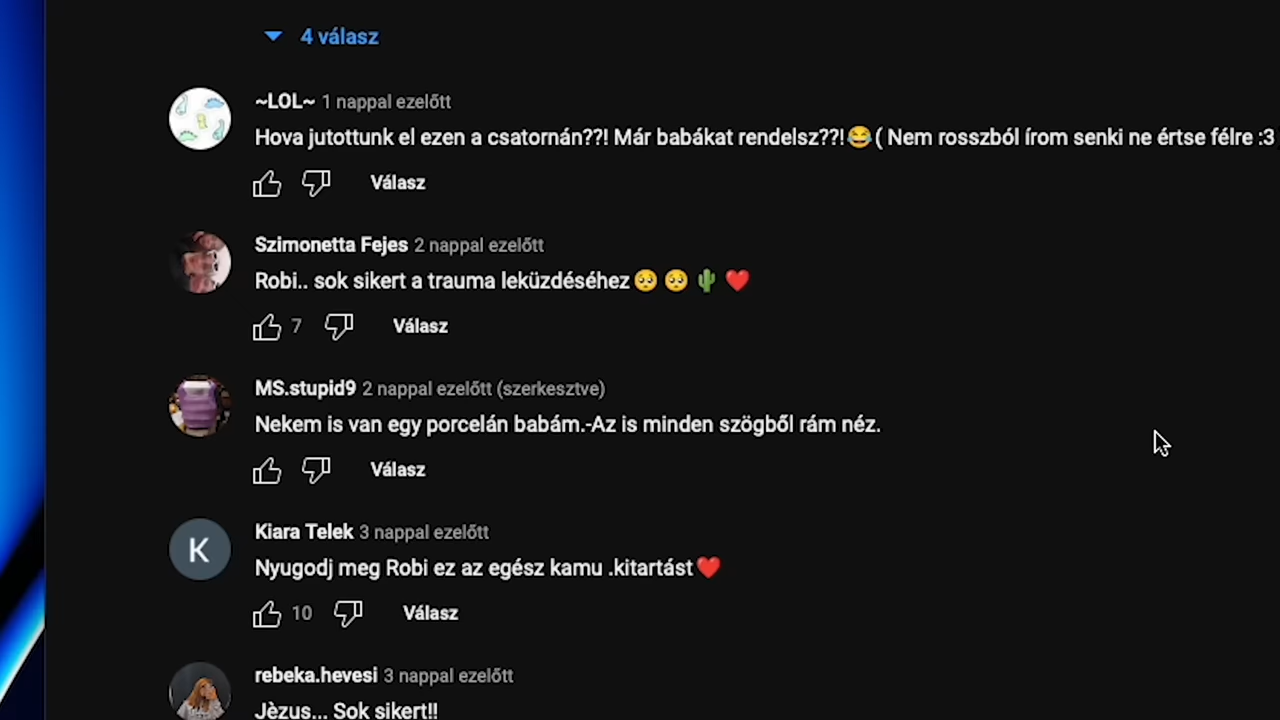 4 válasz
~LOL~ 1 nappal ezelőtt
Hova jutottunk el ezen a csatornán??! Már babákat rendelsz??!😂( Nem rosszból írom senki ne értse félre :3
Válasz
Szimonetta Fejes 2 nappal ezelőtt
Robi.. sok sikert a trauma leküzdéséhez🥺🥺🌵❤️
7 Válasz
MS.stupid9 2 nappal ezelőtt (szerkesztve)
Nekem is van egy porcelán babám.-Az is minden szögből rám néz.
Válasz
K
Kiara Telek 3 nappal ezelőtt
Nyugodj meg Robi ez az egész kamu .kitartást❤️
10 Válasz
rebeka.hevesi 3 nappal ezelőtt
Jèzus... Sok sikert!!